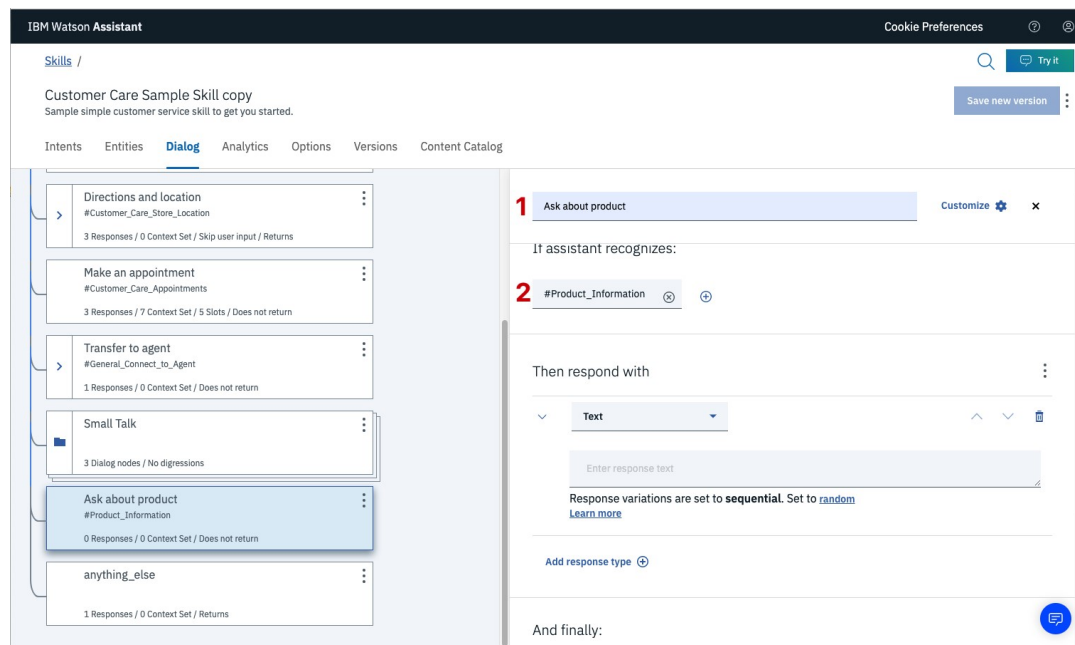 IBM Watson Assistant
Cookie Preferences
Skills /
Try it
Customer Care Sample Skill copy
Sample simple customer service skill to get you started.
Save new version
Intents Entities Dialog Analytics Options Versions Content Catalog
Directions and location
#Customer_Care_Store_Location
3 Responses / 0 Context Set / Skip user input / Returns
Make an appointment
#Customer_Care_Appointments
3 Responses / 7 Context Set / 5 Slots / Does not return
Transfer to agent
#General_Connect_to_Agent
1 Responses / 0 Context Set / Does not return
Small Talk
3 Dialog nodes / No digressions
Ask about product
#Product_Information
0 Responses / 0 Context Set / Does not return
anything_else
1 Responses / 0 Context Set / Returns
1 Ask about product
Customize
If assistant recognizes:
2 #Product_Information
Then respond with
Text
Enter response text
Response variations are set to sequential. Set to random
Learn more
Add response type
And finally: